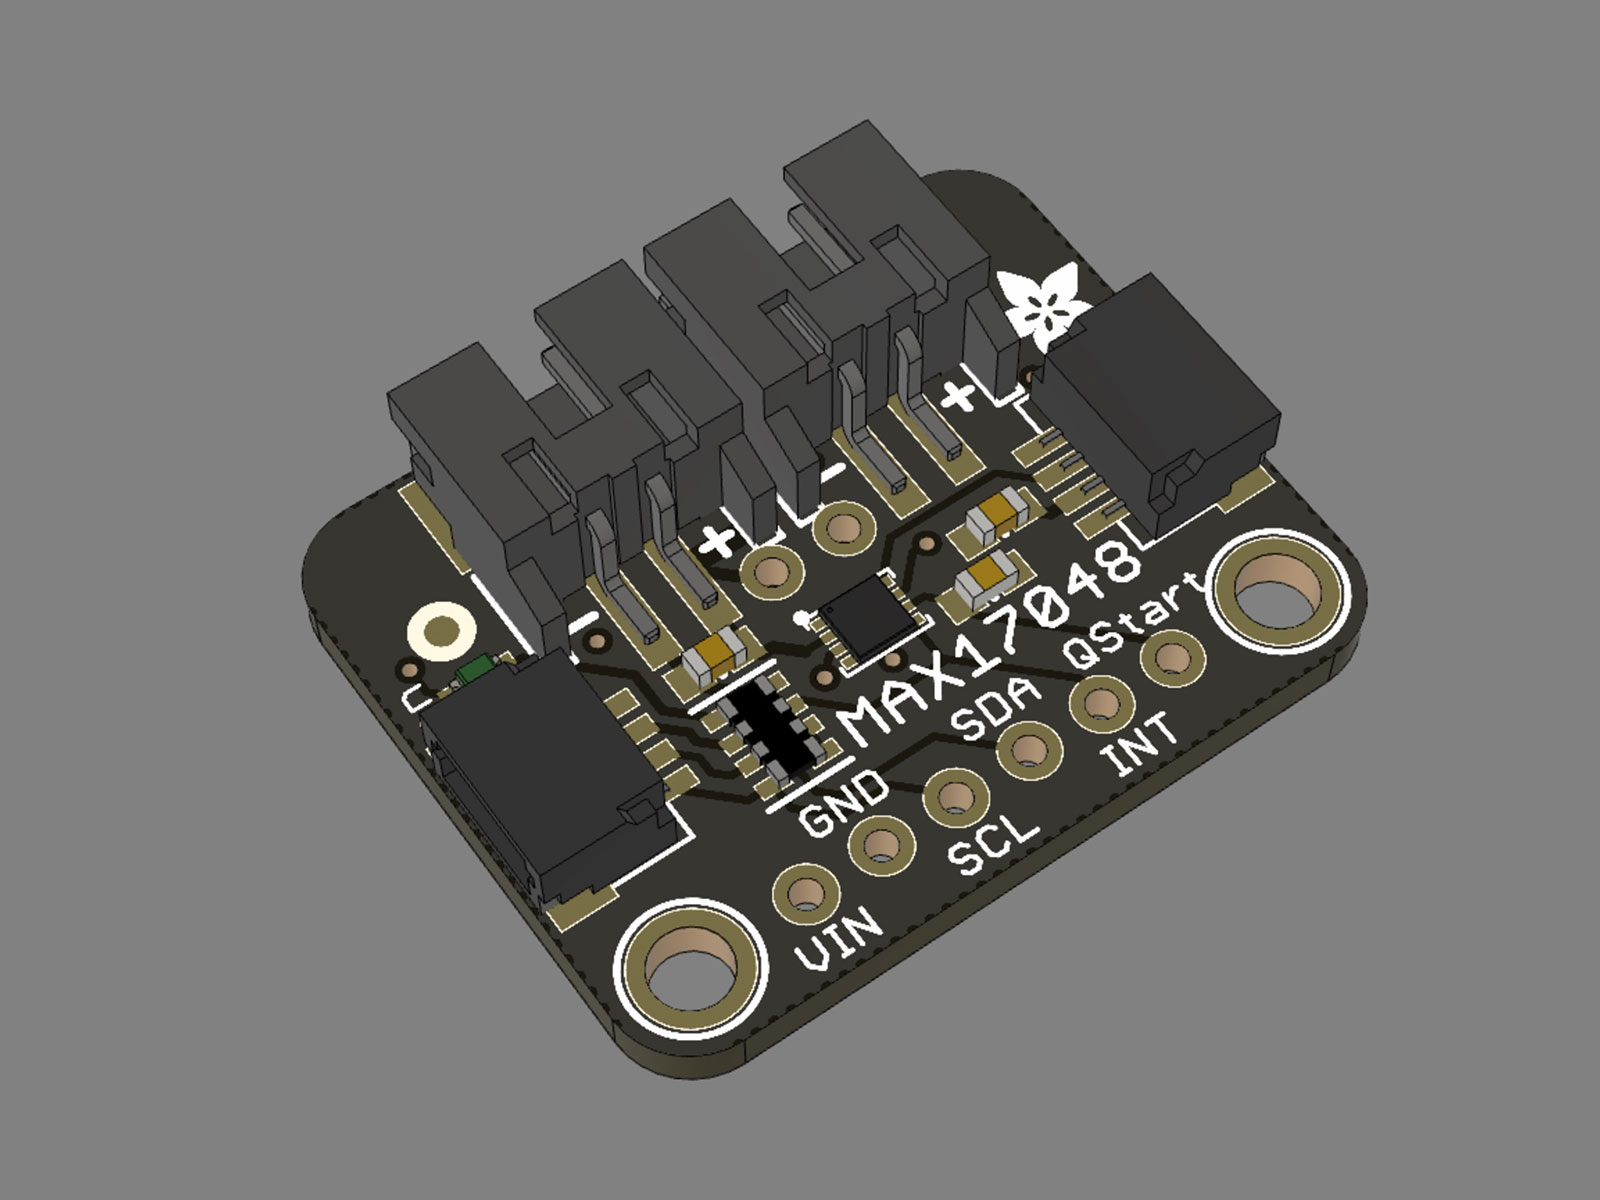 +
+
MAX17048
QStart
INT
SDA
SCL
GND
VIN